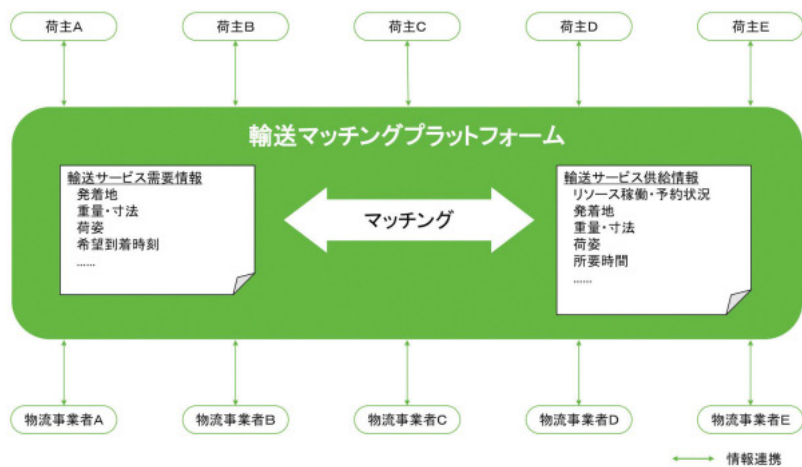 荷主A
荷主B
荷主C
荷主D
荷主E
輸送マッチングプラットフォーム
輸送サービス需要情報
発着地
重量・寸法
荷姿
希望到着時刻
……
マッチング
輸送サービス供給情報
リソース稼働・予約状況
発着地
重量・寸法
荷姿
所要時間
……
物流事業者A
物流事業者B
物流事業者C
物流事業者D
物流事業者E
情報連携